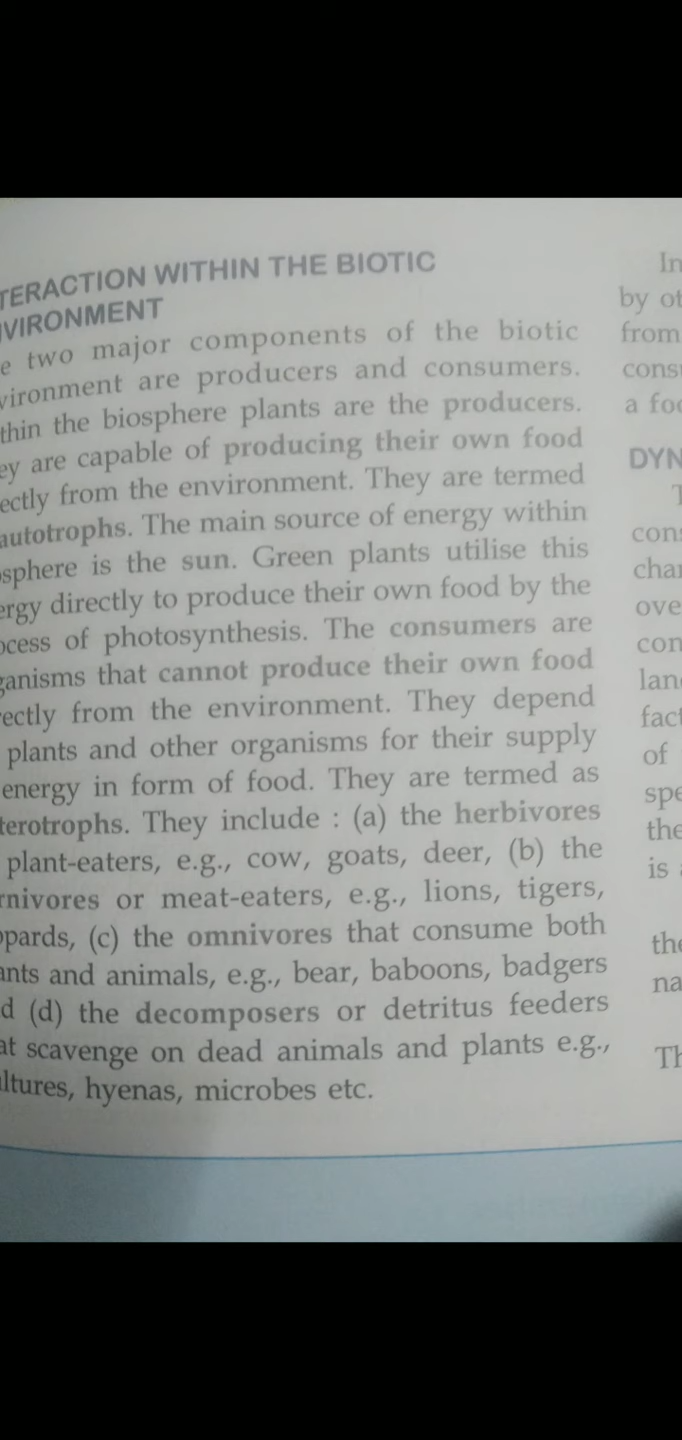 TERACTION WITHIN THE BIOTIC
VIRONMENT
e two major components of the biotic
vironment are producers and consumers.
thin the biosphere plants are the producers.
ey are capable of producing their own food
ectly from the environment. They are termed
autotrophs. The main source of energy within
osphere is the sun. Green plants utilise this
ergy directly to produce their own food by the
ocess of photosynthesis. The consumers are
ganisms that cannot produce their own food
rectly from the environment. They depend
plants and other organisms for their supply
energy in form of food. They are termed as
terotrophs. They include : (a) the herbivores
plant-eaters, e.g., cow, goats, deer, (b) the
rnivores or meat-eaters, e.g., lions, tigers,
opards, (c) the omnivores that consume both
ants and animals, e.g., bear, baboons, badgers
d (d) the decomposers or detritus feeders
at scavenge on dead animals and plants e.g.,
ltures, hyenas, microbes etc.
In
by ot
from
cons
a foo
DYN
T
cons
char
ove
con
land
fact
of
spe
the
is
the
na
Th